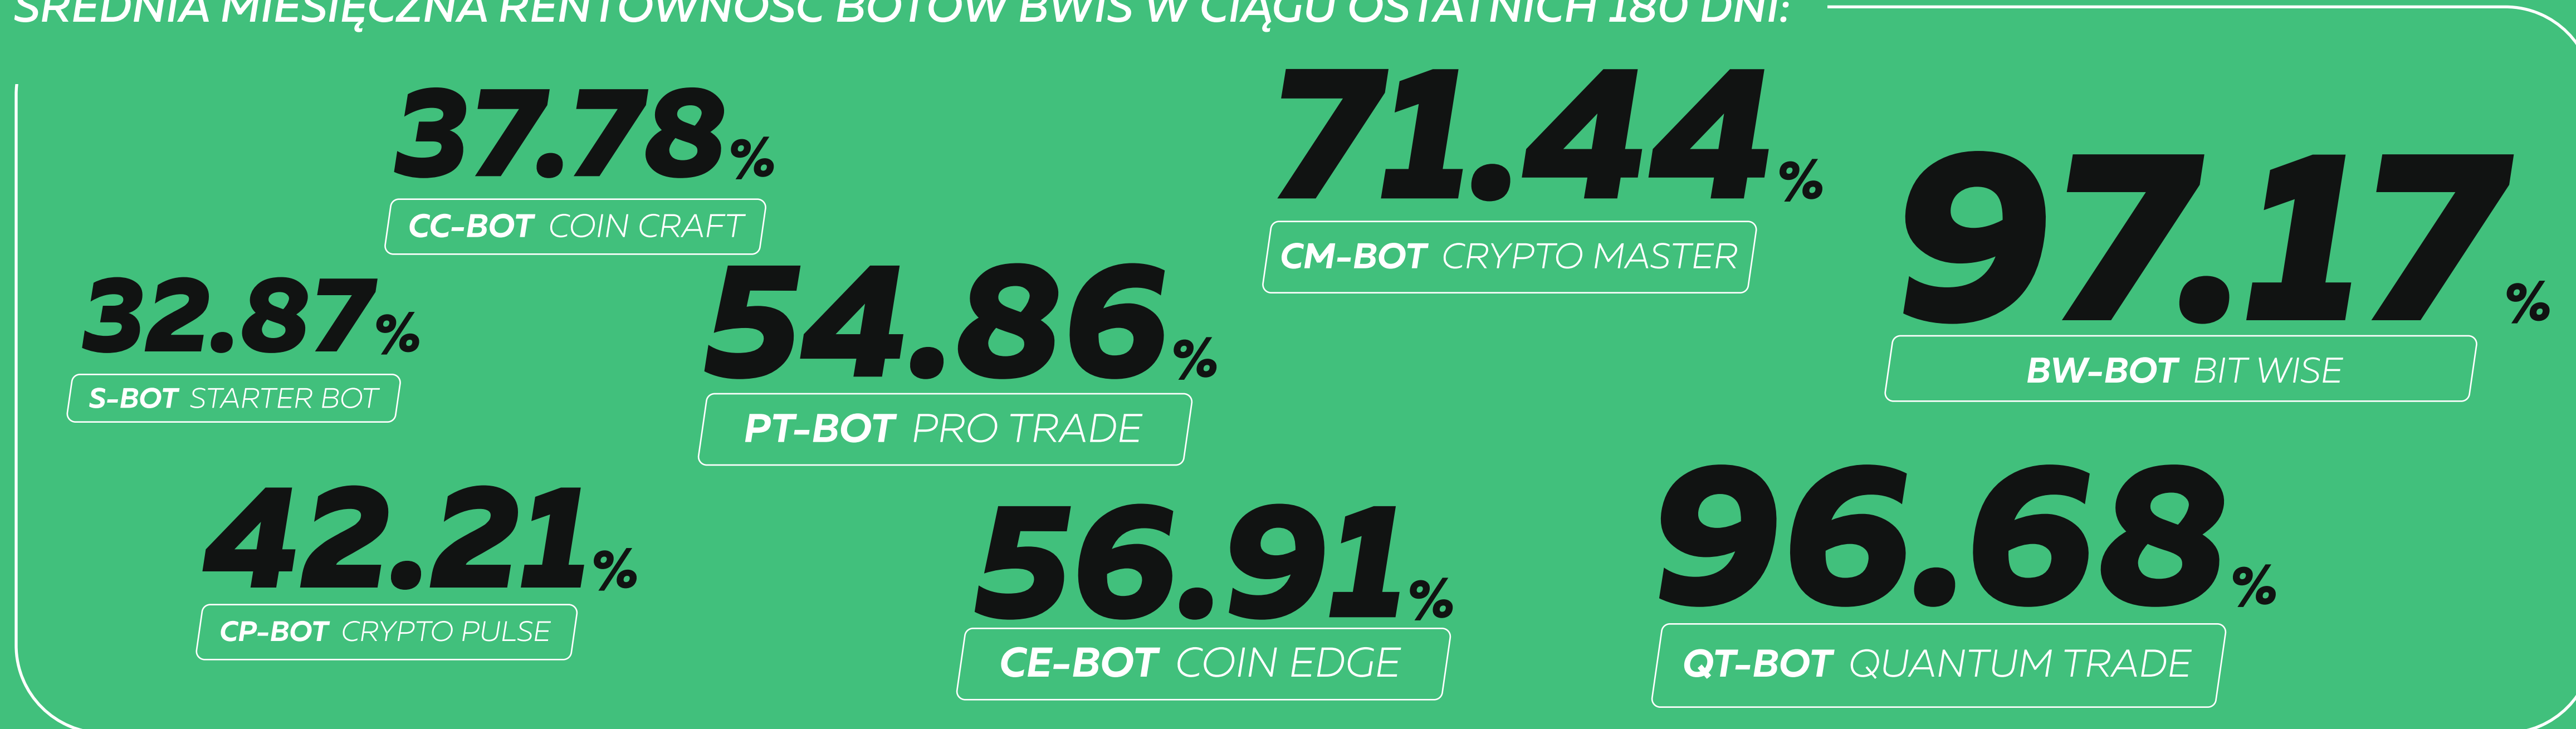 ŚREDNIA MIESIĘCZNA RENTOWNOŚĆ BOTÓW BWIS W CIĄGU OSTATNICH 180 DNI:
37.78%
CC-BOT COIN CRAFT
71.44%
CM-BOT CRYPTO MASTER
97.17%
BW-BOT BIT WISE
32.87%
S-BOT STARTER BOT
54.86%
PT-BOT PRO TRADE
42.21%
CP-BOT CRYPTO PULSE
56.91%
CE-BOT COIN EDGE
96.68%
QT-BOT QUANTUM TRADE